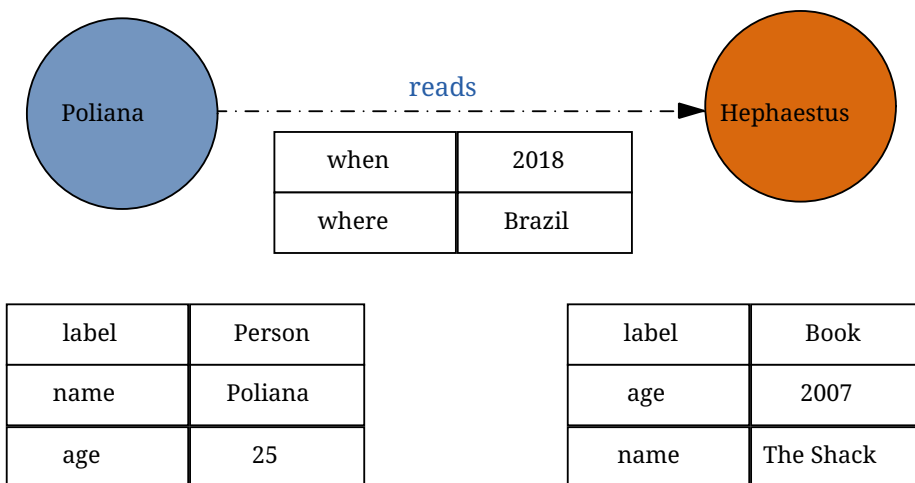 reads
Poliana
Hephaestus
when 2018
where Brazil
label Person
name Poliana
age 25
label Book
age 2007
name The Shack